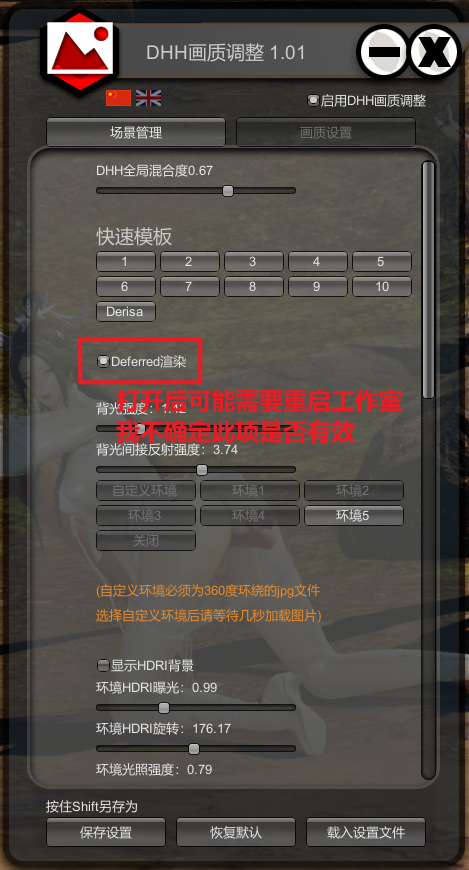 DHH画质调整 1.01
启用DHH画质调整
场景管理
画质设置
DHH全局混合度0.67
快速模板
1 2 3 4 5
6 7 8 9 10
Derisa
Deferred渲染
打开后可能需要重启工作室
背光强度：1.42
我不确定此项是否有效
背光间接反射强度：3.74
自定义环境 环境1 环境2
环境3 环境4 环境5
关闭
(自定义环境必须为360度环绕的jpg文件
选择自定义环境后请等待几秒加载图片)
显示HDRI背景
环境HDRI曝光：0.99
环境HDRI旋转：176.17
环境光照强度：0.79
按住Shift另存为
保存设置 恢复默认 载入设置文件